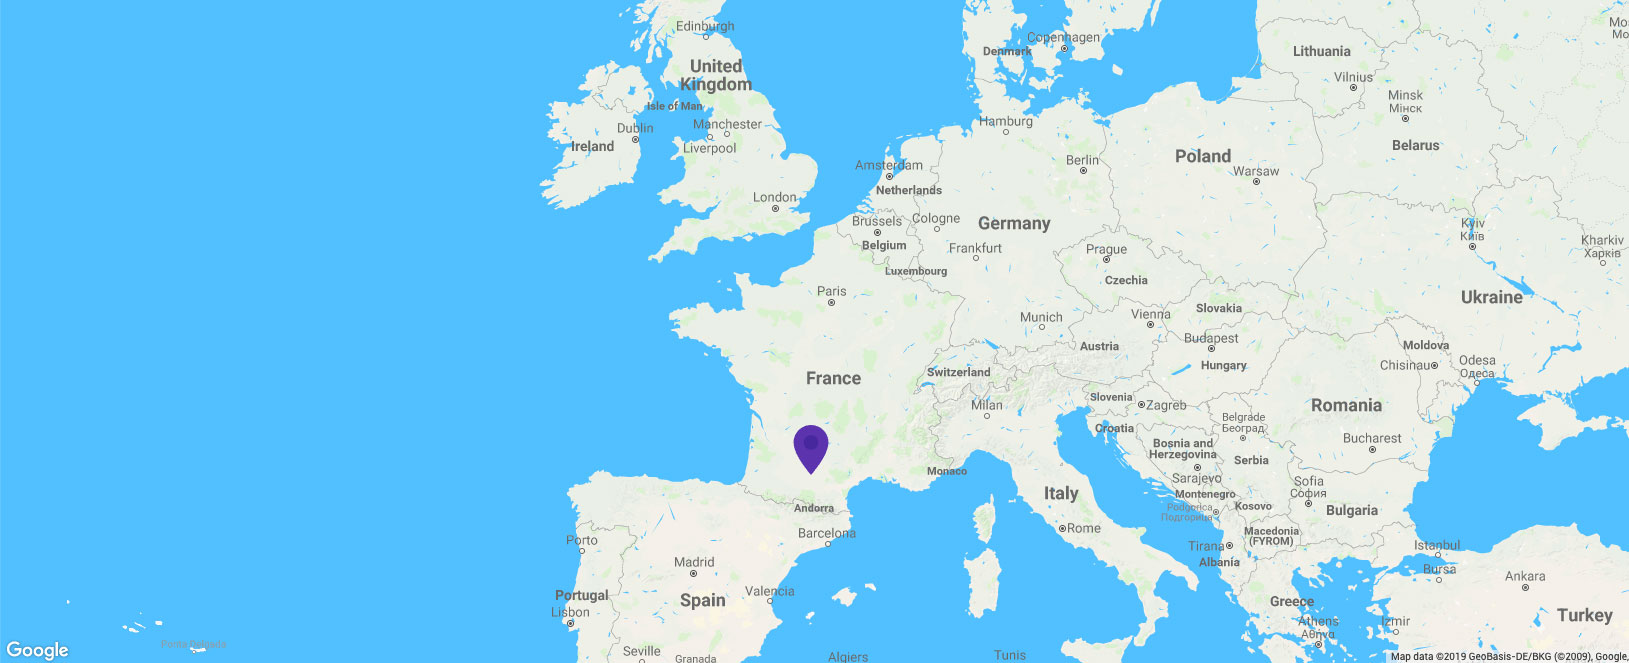 Edinburgh
Copenhagen
Denmark
Lithuania
United
Kingdom
Vilnius
Minsk
Мінск
Isle of Man
Hamburg
Dublin
Manchester
Ireland
Liverpool
Belarus
Poland
Berlin
Amsterdam
Warsaw
Netherlands
London
Brussels
Cologne
Germany
Kyiv
Київ
Belgium
Frankfurt
Prague
Kharkiv
Харків
Luxembourg
Czechia
Paris
Ukraine
Slovakia
Munich
Vienna
Budapest
Austria
Moldova
Odesa
Одеса
Chisinau
Hungary
France
Switzerland
Slovenia
Milan
Zagreb
Romania
Belgrade
Београд
Croatia
Bucharest
Bosnia and
Herzegovina
Serbia
Monaco
Sarajevo
Sofia
София
Italy
Montenegro
Andorra
Podgorica
Подгорица
Kosovo
Bulgaria
Rome
Barcelona
Macedonia
(FYROM)
Porto
Tirana
Istanbul
Madrid
Albania
Bursa
Ankara
Valencia
Portugal
Spain
Greece
Lisbon
Turkey
Athens
Αθήνα
Izmir
Ponta Delgada
Seville
Granada
Algiers
Tunis
Google
Map data ©2019 GeoBasis-DE/BKG (©2009), Google,